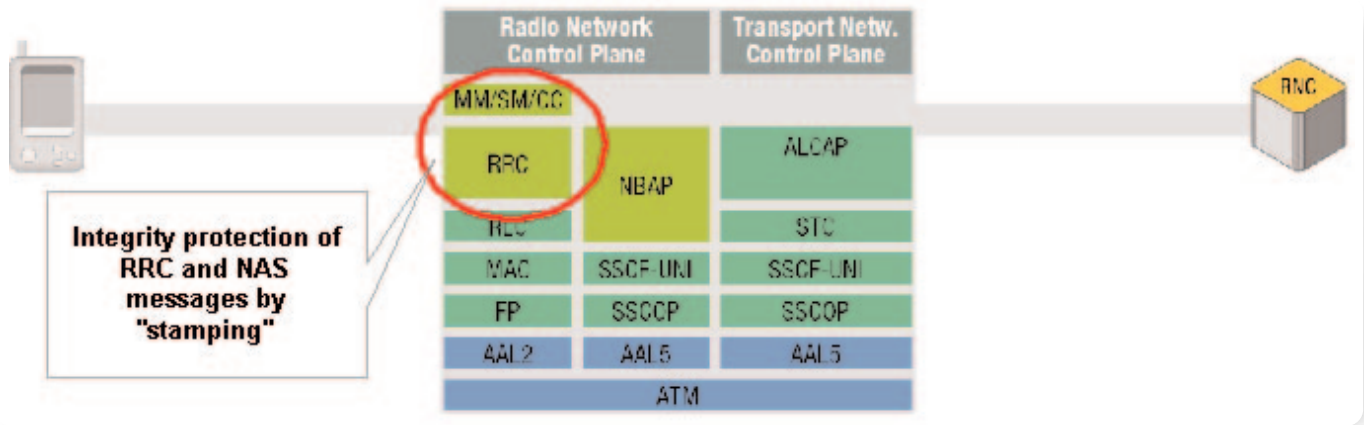 Radio Network
Control Plane
Transport Netw.
Control Plane
MM/SM/CC
RNC
RRC
NBAP
ALCAP
Integrity protection of
RRC and NAS
messages by
"stamping"
RLC
STC
MAC
SSCF-UNI
SSCF-UNI
FP
SSCOP
SSCOP
AAL2
AAL5
AAL5
ATM